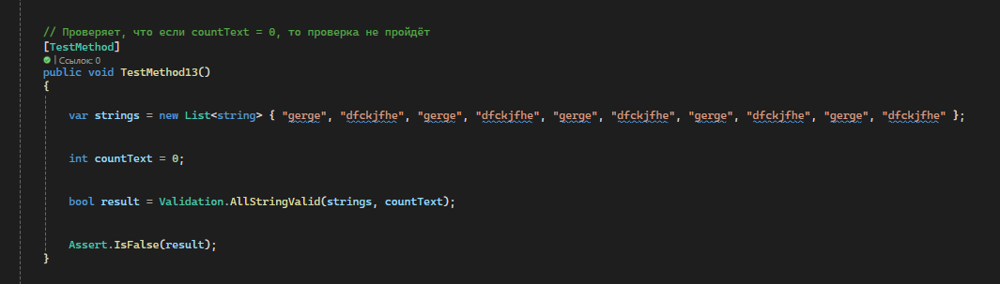 // Проверяет, что если countText = 0, то проверка не пройдёт
[TestMethod]
| Ссылок: 0
public void TestMethod13()
{
var strings = new List<string> { "gerge", "dfckjfhe", "gerge", "dfckjfhe", "gerge", "dfckjfhe", "gerge", "dfckjfhe", "gerge", "dfckjfhe" };
int countText = 0;
bool result = Validation.AllStringValid(strings, countText);
Assert.IsFalse(result);
}